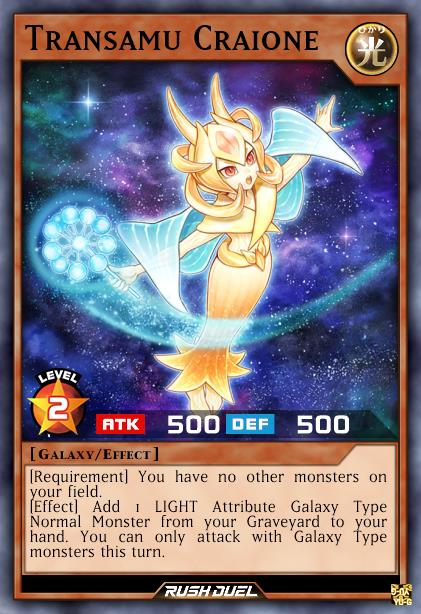 Transamu Craione
ひかり
光
LEVEL
2
ATK 500 DEF 500
[Galaxy/Effect]
[Requirement] You have no other monsters on
your field.
[Effect] Add 1 LIGHT Attribute Galaxy Type
Normal Monster from your Graveyard to your
hand. You can only attack with Galaxy Type
monsters this turn.
RUSH DUEL